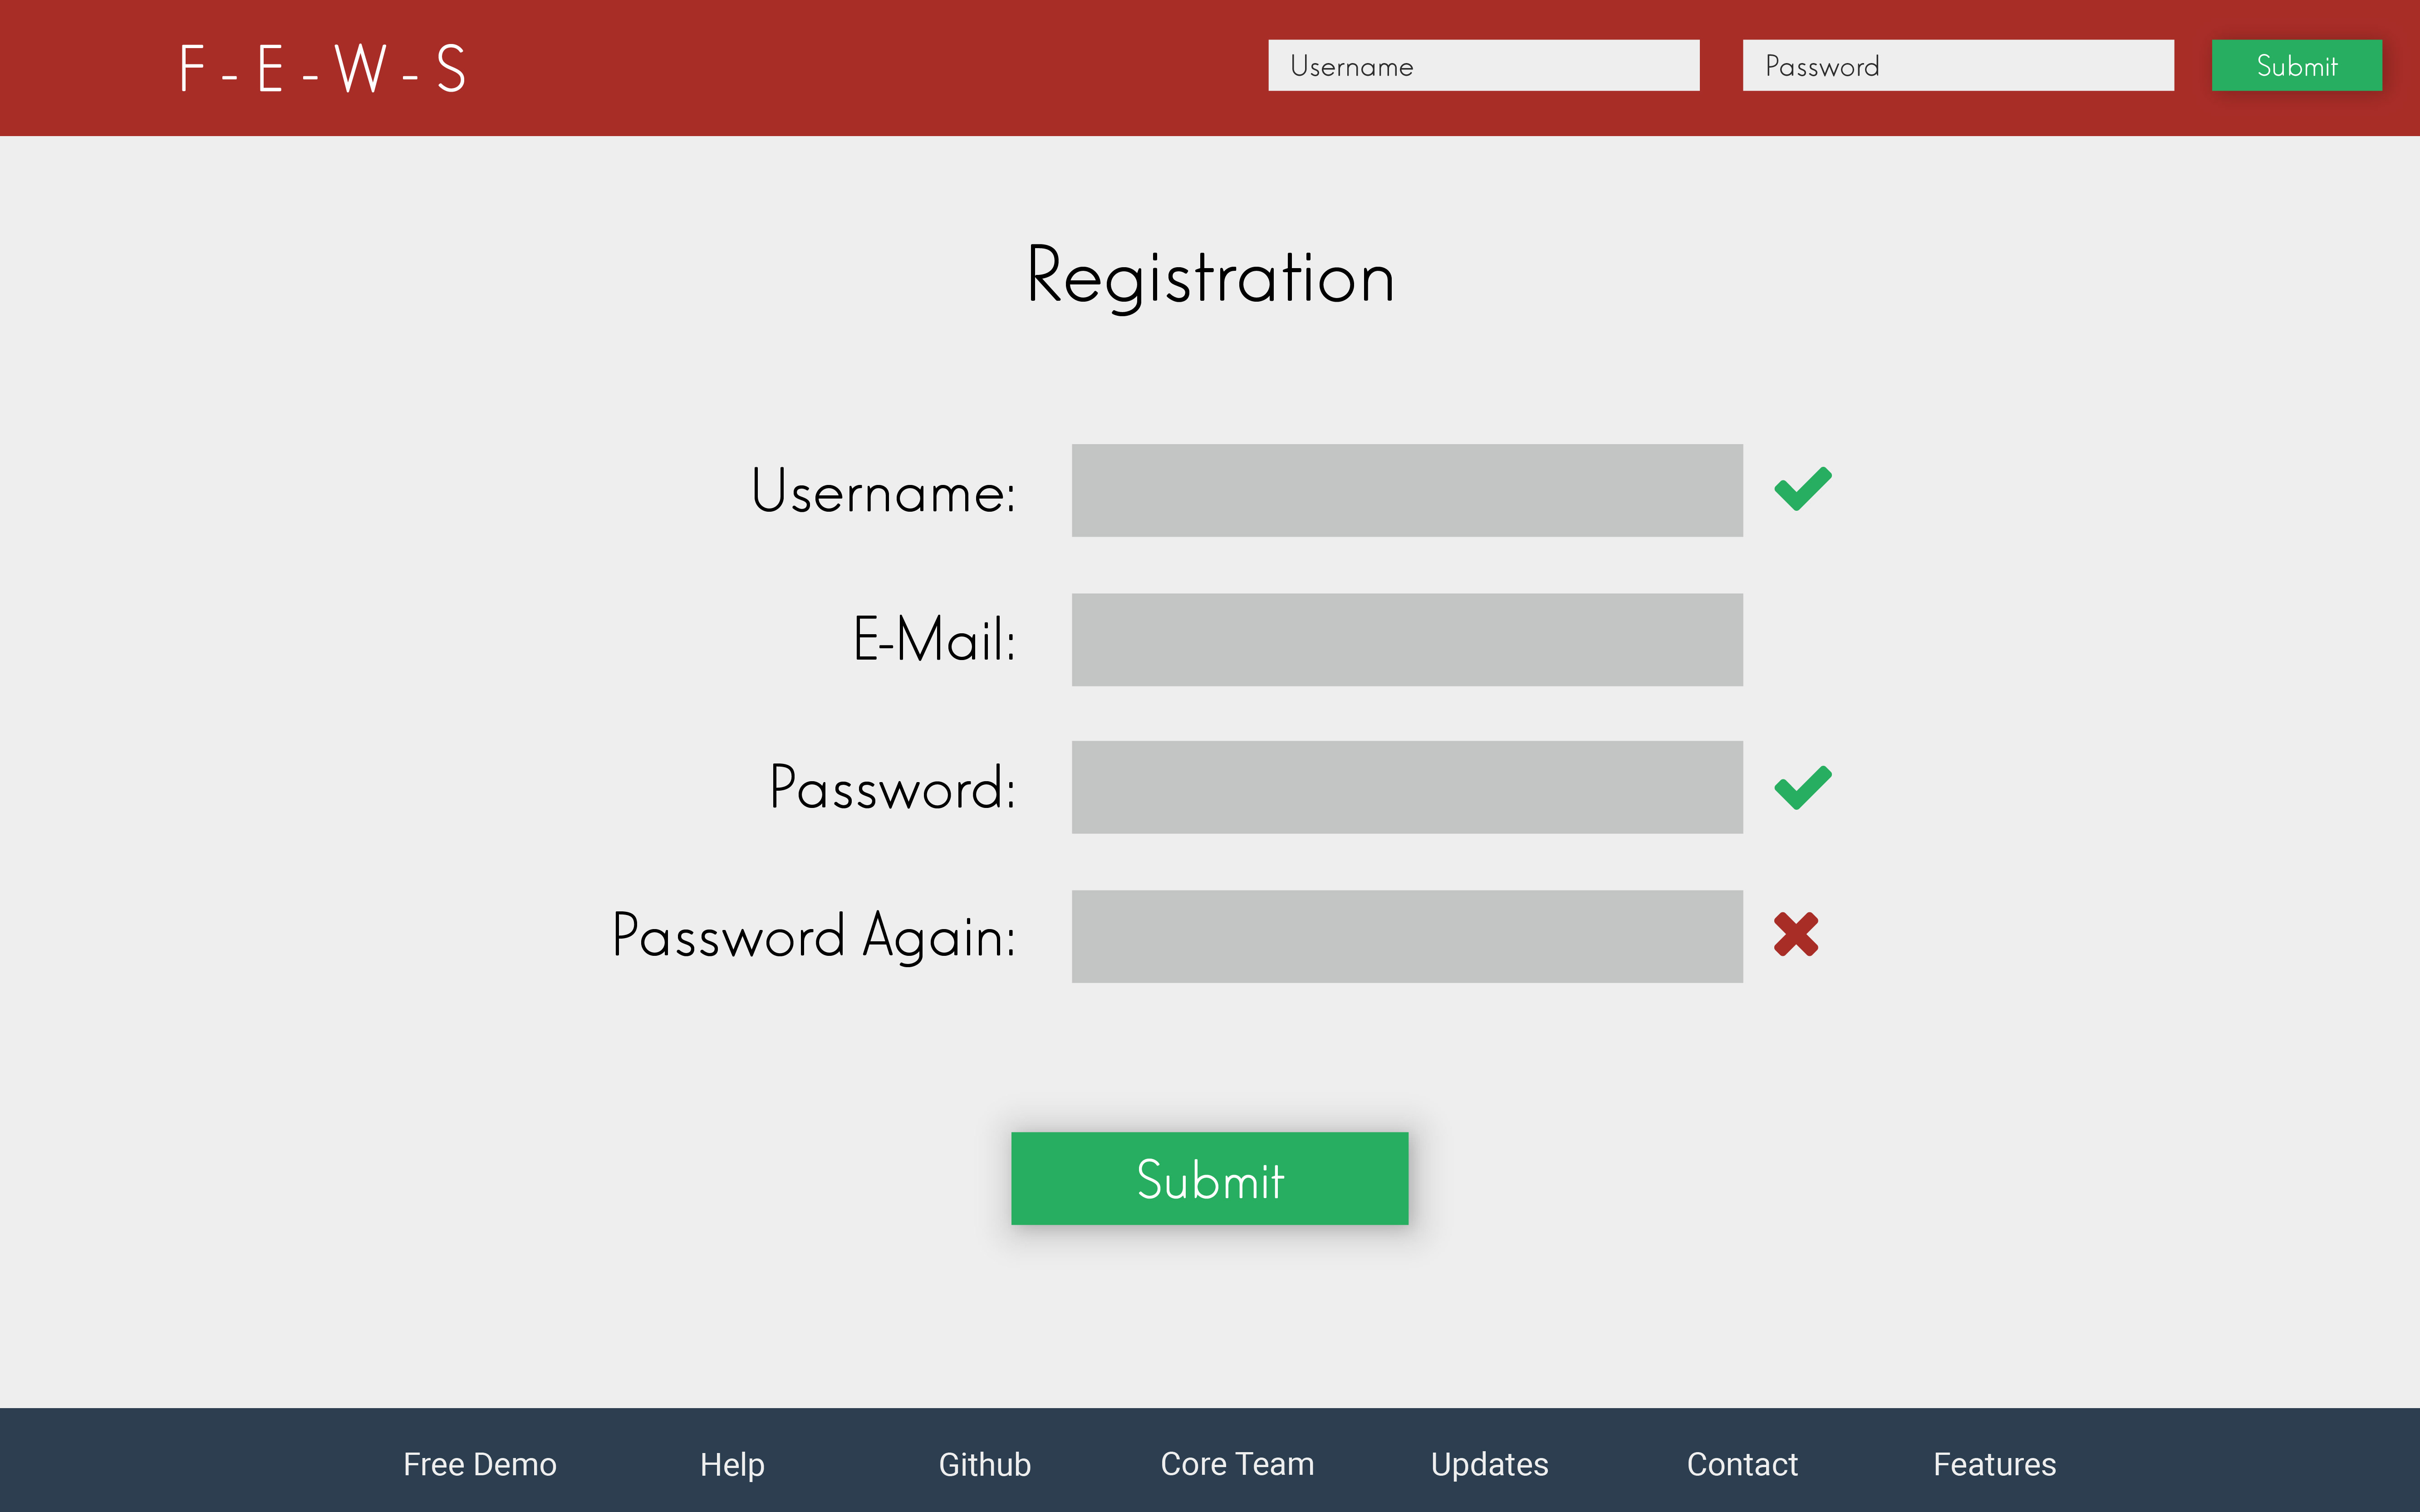 F - E - W - S
Username
Password
Submit
Registration
Username:
E-Mail:
Password:
Password Again:
Submit
Free Demo
Help
Github
Core Team
Updates
Contact
Features